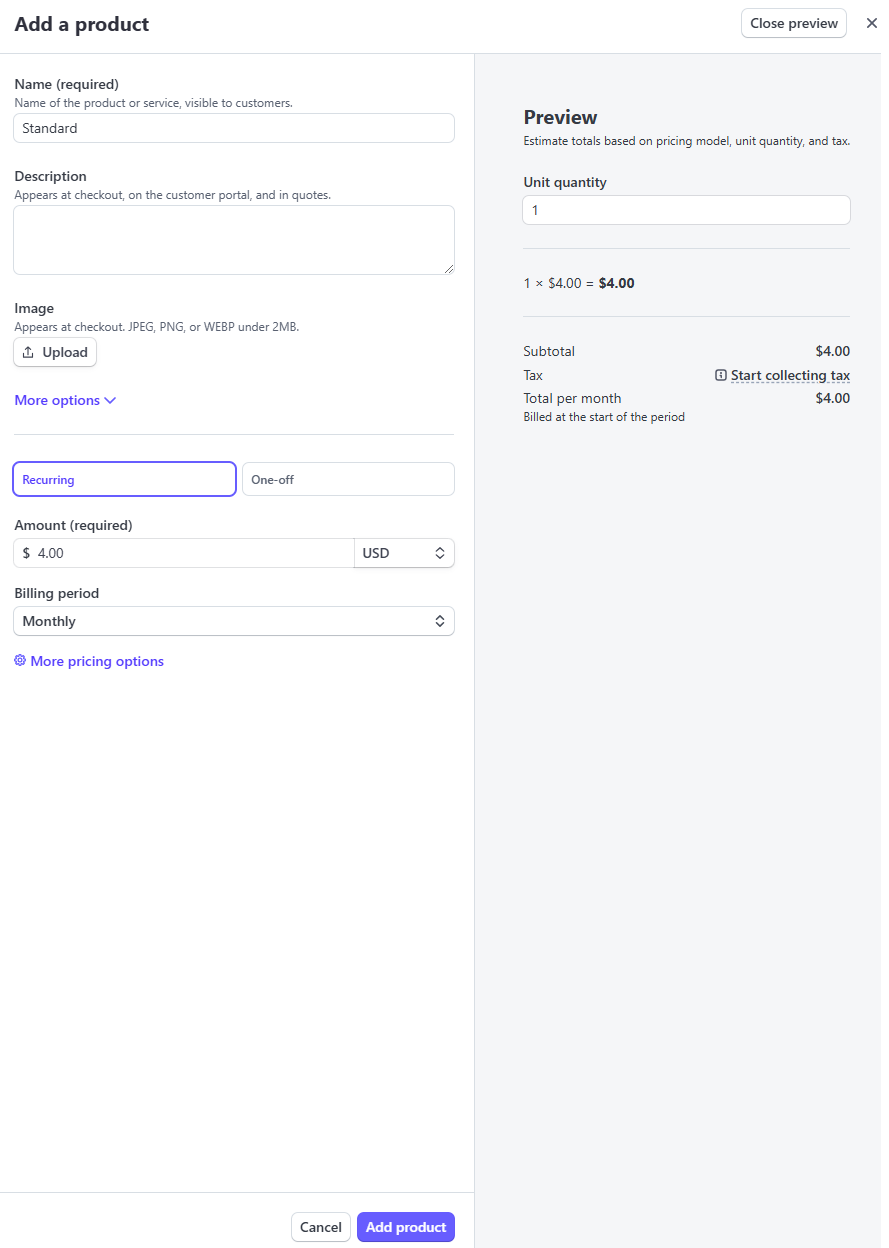 Add a product
Close preview
Name (required)
Name of the product or service, visible to customers.
Standard
Description
Appears at checkout, on the customer portal, and in quotes.
Image
Appears at checkout. JPEG, PNG, or WEBP under 2MB.
Upload
More options
Recurring
One-off
Amount (required)
$ 4.00
USD
Billing period
Monthly
More pricing options
Cancel
Add product
Preview
Estimate totals based on pricing model, unit quantity, and tax.
Unit quantity
1
1 × $4.00 = $4.00
Subtotal $4.00
Tax Start collecting tax
Total per month $4.00
Billed at the start of the period